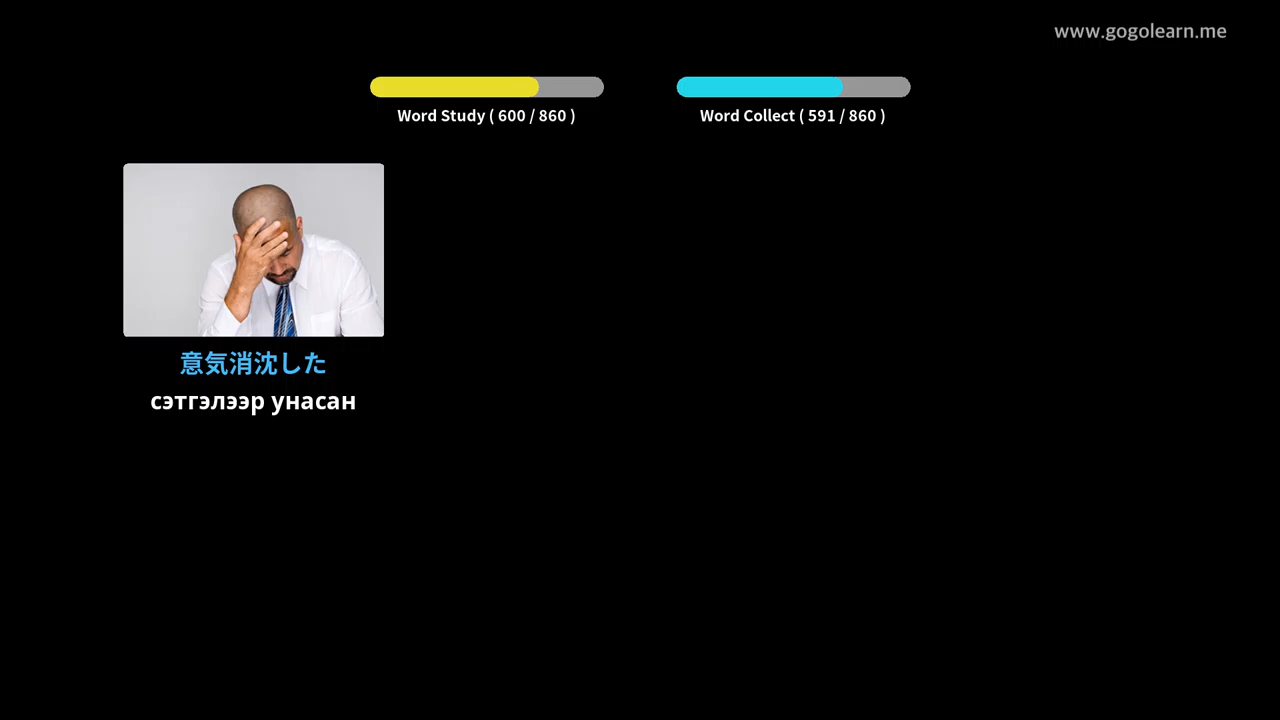 www.gogolearn.me
Word Study ( 600 / 860 )
Word Collect ( 591 / 860 )
意気消沈した
сэтгэлээр унасан